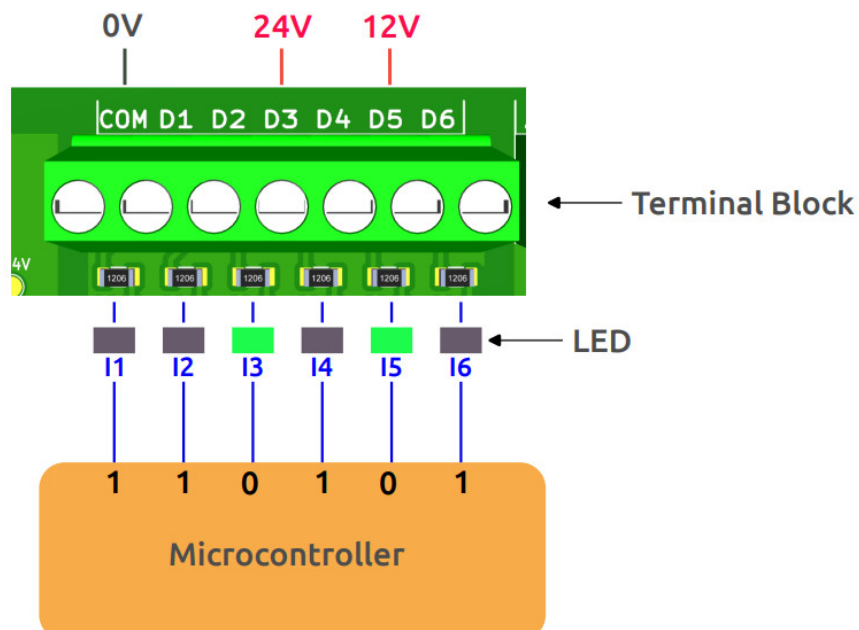 0V 24V 12V
COM D1 D2 D3 D4 D5 D6
Terminal Block
4V
1206 1206 1206 1206 1206 1206
LED
I1 I2 I3 I4 I5 I6
1 1 0 1 0 1
Microcontroller